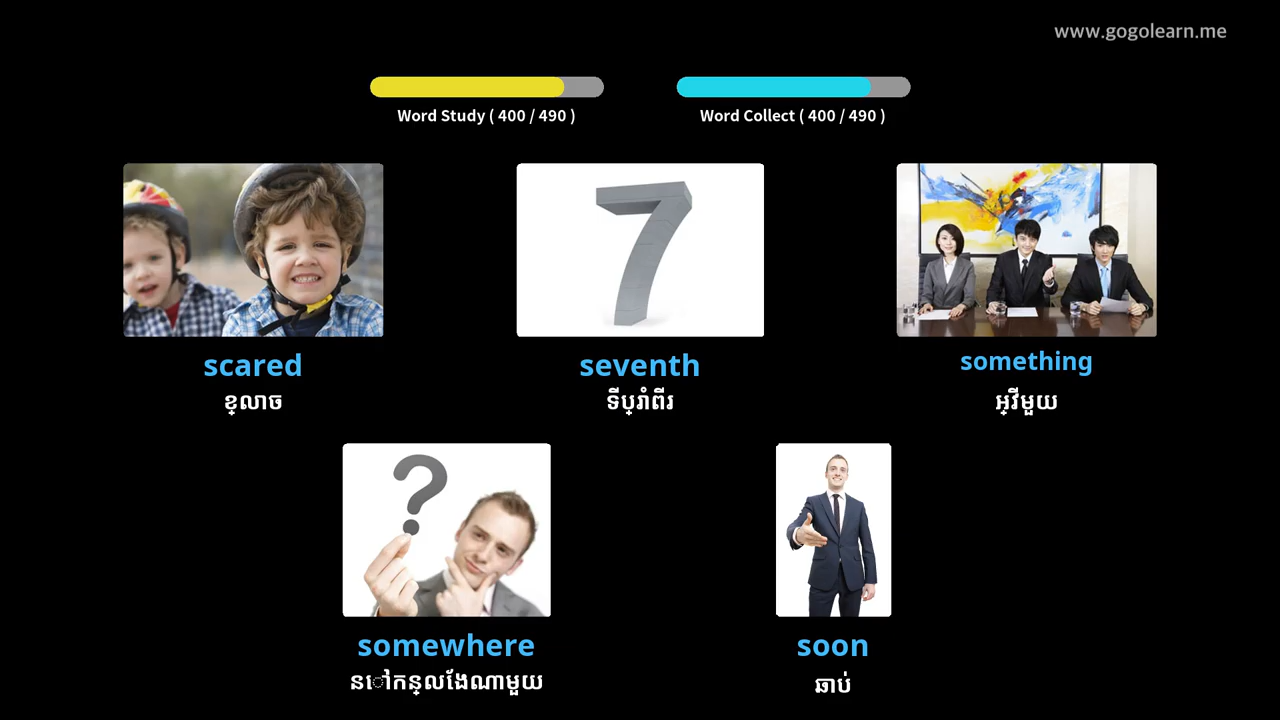 www.gogolearn.me
Word Study ( 400 / 490 )
Word Collect ( 400 / 490 )
scared
ខ្លាច
seventh
ទីប្រាំពីរ
something
អ្វីមួយ
somewhere
នៅកន្លែងណាមួយ
soon
ឆាប់